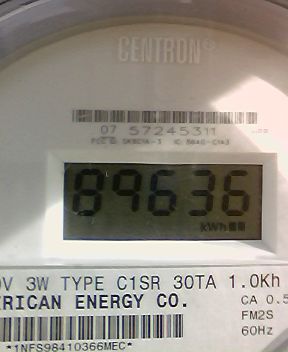 CENTRON®
07 57245311
89636
kWh
0V 3W TYPE C1SR 30TA 1.0Kh
ERICAN ENERGY CO.
CA 0.5
FM2S
60Hz
*1NFS98410366MEC*